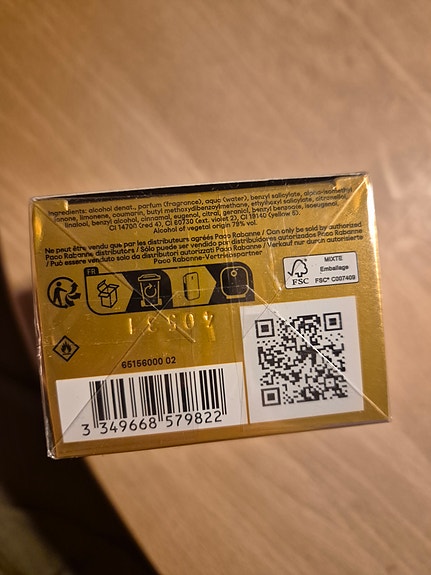 Ingredients: alcohol denat., parfum (fragrance), aqua (water), benzyl salicylate, alpha-isomethyl
ionone, limonene, coumarin, butyl methoxydibenzoylmethane, ethylhexyl salicylate, citronellol,
linalool, benzyl alcohol, cinnamal, eugenol, citral, geraniol, benzyl benzoate, isoeugenol,
CI 14700 (red 4), CI 60730 (ext. violet 2), CI 19140 (yellow 5).
Alcohol of vegetal origin 79% vol.
Ne peut être vendu que par les distributeurs agréés Paco Rabanne / Can only be sold by authorized
Paco Rabanne distributors / Sólo puede ser vendido por distribuidores autorizados Paco Rabanne
/ Può essere venduto solo da distributori autorizzati Paco Rabanne / Verkauf nur durch autorisierte
Paco Rabanne-Vertriebspartner
FR
FSC
MIXTE
Emballage
FSC® C007409
40531
65156000 02
3 349668 579822